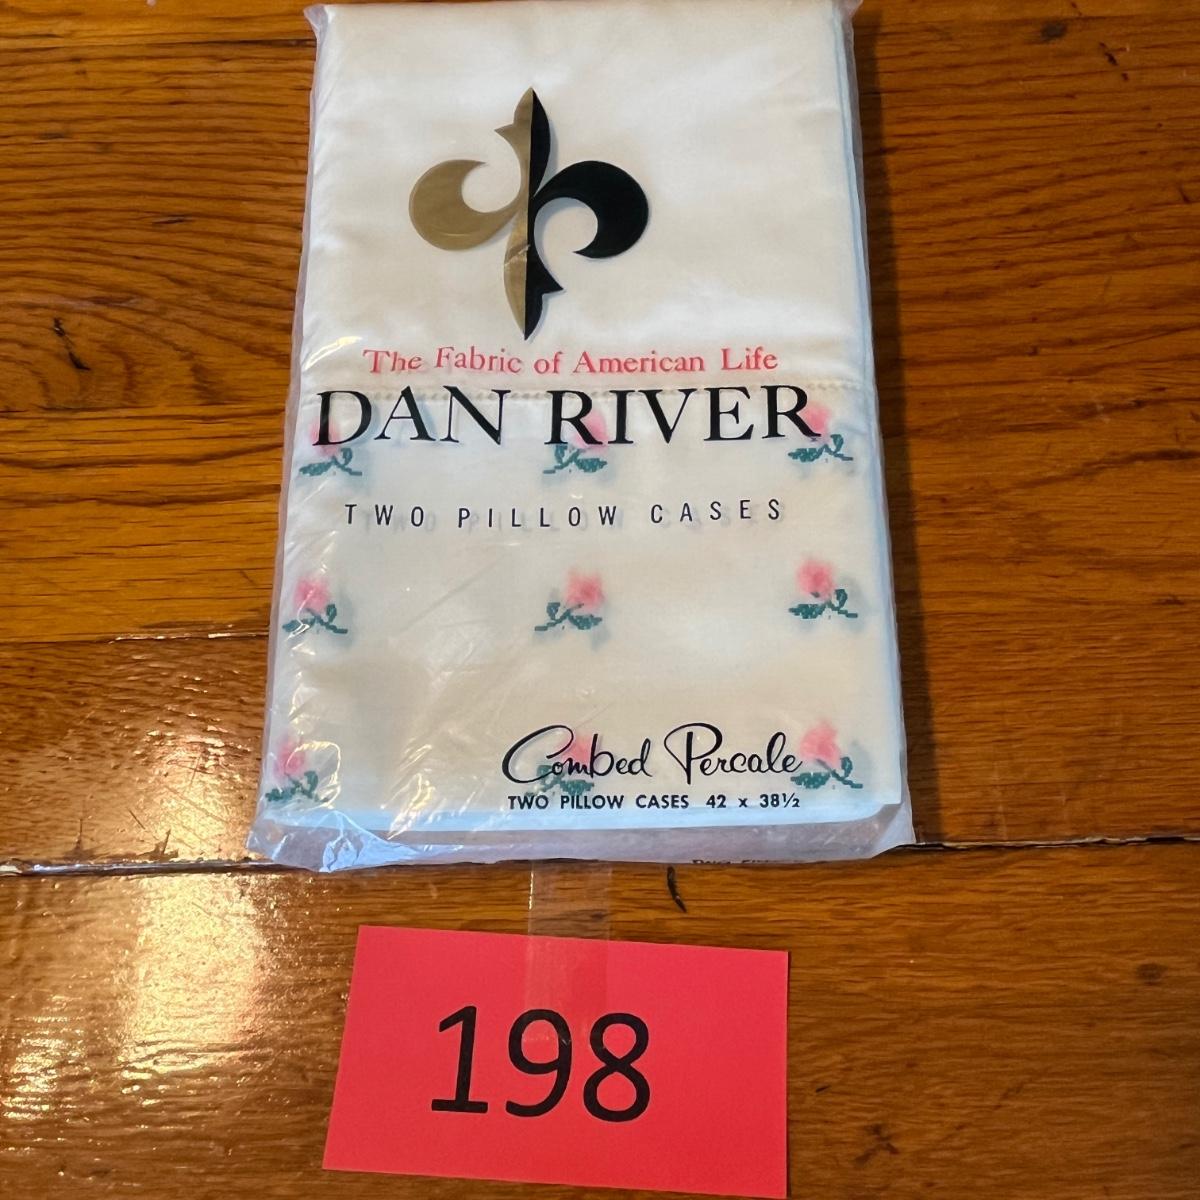 The Fabric of American Life
DAN RIVER
TWO PILLOW CASES
Combed Percale
TWO PILLOW CASES 42 x 38½
198